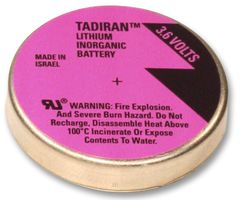 TADIRAN™
LITHIUM
INORGANIC
BATTERY
3.6 VOLTS
MADE IN
ISRAEL
+
WARNING: Fire Explosion.
And Severe Burn Hazard. Do Not
Recharge, Disassemble Heat Above
100°C Incinerate Or Expose
Contents To Water.